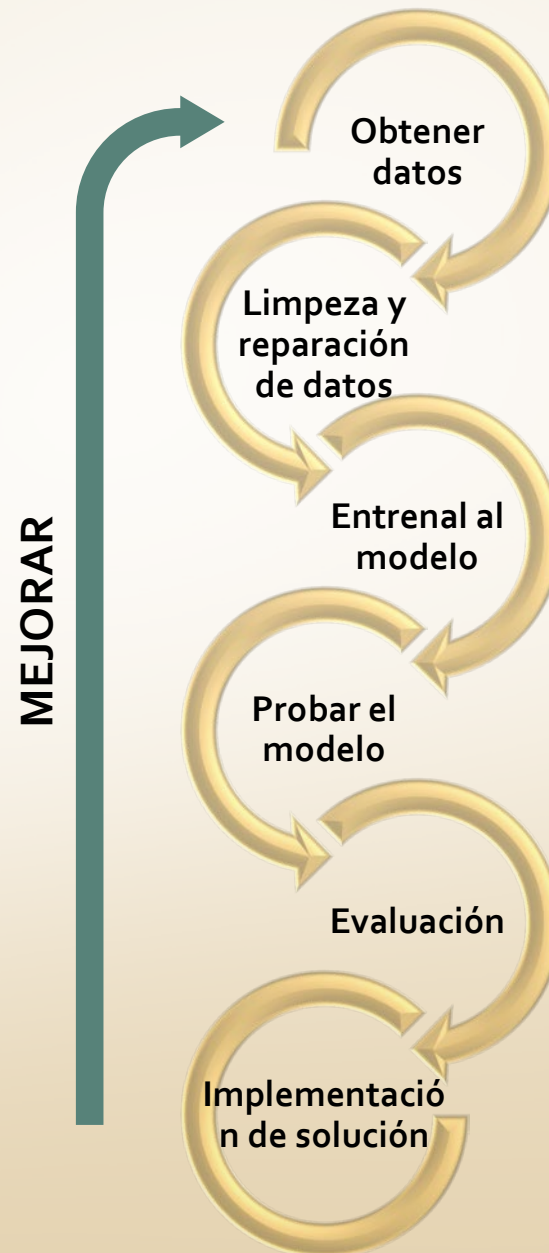 Obtener
datos
Limpeza y
reparación
de datos
Entrenal al
modelo
Probar el
modelo
Evaluación
Implementació
n de solución
MEJORAR